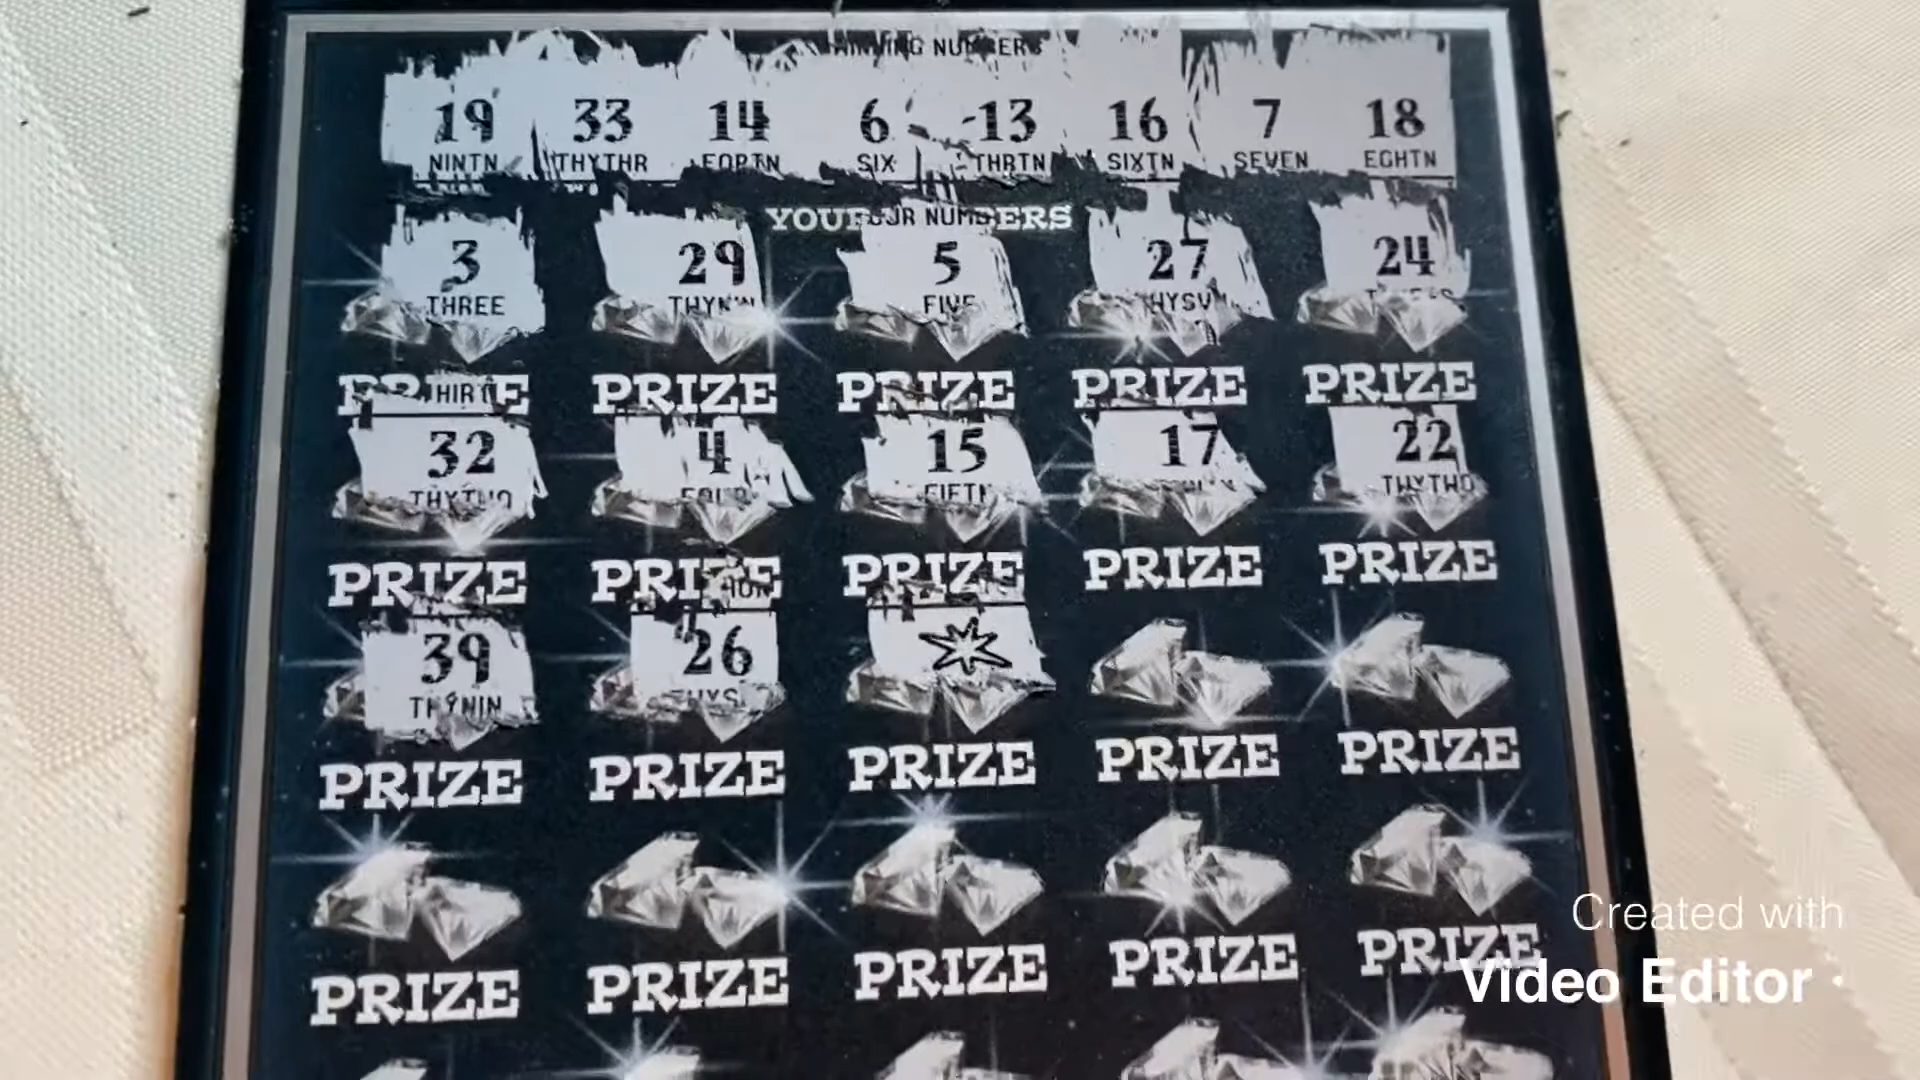 WINNING NUMBERS
19 33 14 6 13 16 7 18
NINTN THYTHR FORTN SIX THRTN SIXTN SEVEN EGHTN
YOUR NUMBERS
3 29 5 27 24
THREE FIVE
PRIZE PRIZE PRIZE PRIZE PRIZE
32 4 15 17 22
THYTWO FOUR FIFTN
PRIZE PRIZE PRIZE PRIZE PRIZE
39 26
THYNIN
PRIZE PRIZE PRIZE PRIZE PRIZE
PRIZE PRIZE PRIZE PRIZE PRIZE
Created with
Video Editor